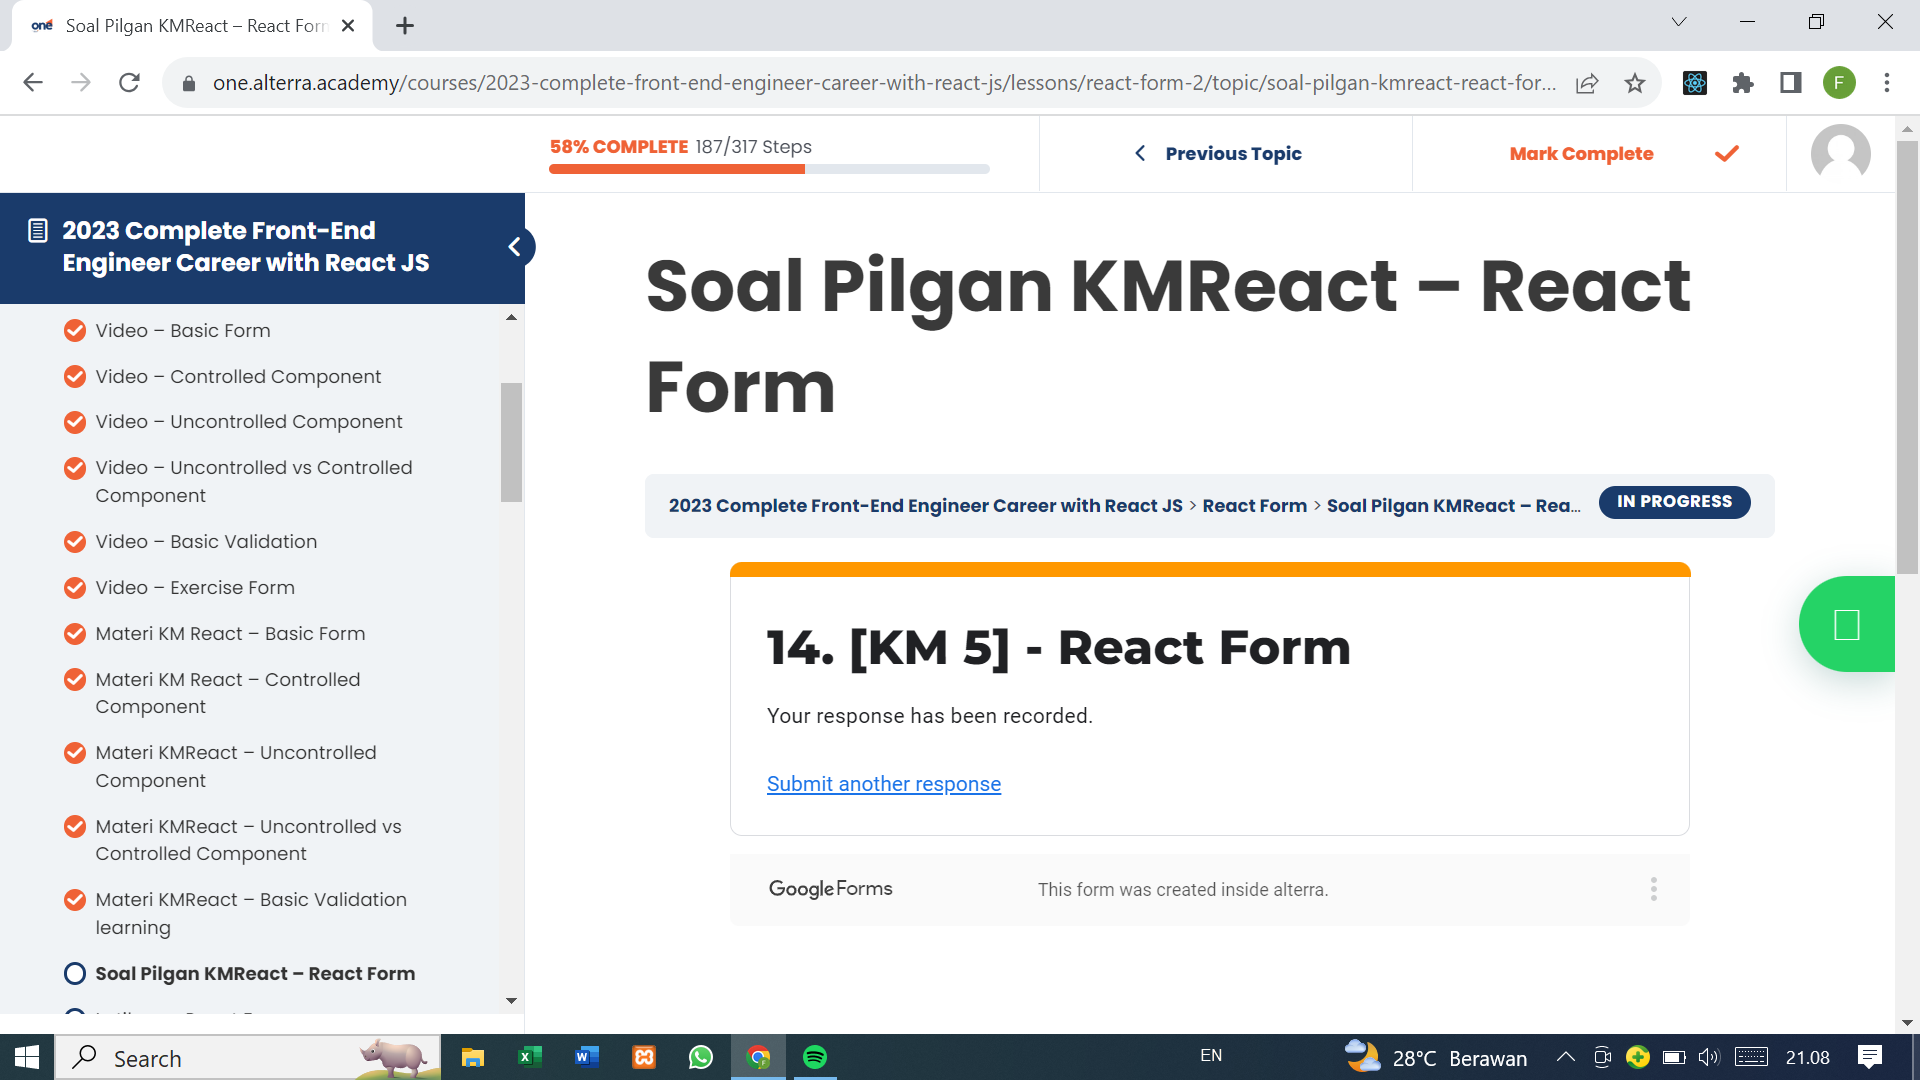 one Soal Pilgan KMReact – React Forn
one.alterra.academy/courses/2023-complete-front-end-engineer-career-with-react-js/lessons/react-form-2/topic/soal-pilgan-kmreact-react-for...
F
58% COMPLETE 187/317 Steps
Previous Topic
Mark Complete
2023 Complete Front-End
Engineer Career with React JS
Video – Basic Form
Video – Controlled Component
Video – Uncontrolled Component
Video – Uncontrolled vs Controlled
Component
Video – Basic Validation
Video – Exercise Form
Materi KM React – Basic Form
Materi KM React – Controlled
Component
Materi KMReact – Uncontrolled
Component
Materi KMReact – Uncontrolled vs
Controlled Component
Materi KMReact – Basic Validation
learning
Soal Pilgan KMReact – React Form
Soal Pilgan KMReact – React
Form
2023 Complete Front-End Engineer Career with React JS > React Form > Soal Pilgan KMReact – Rea...
IN PROGRESS
14. [KM 5] - React Form
Your response has been recorded.
Submit another response
Google Forms
This form was created inside alterra.
Search
EN
28°C Berawan
21.08